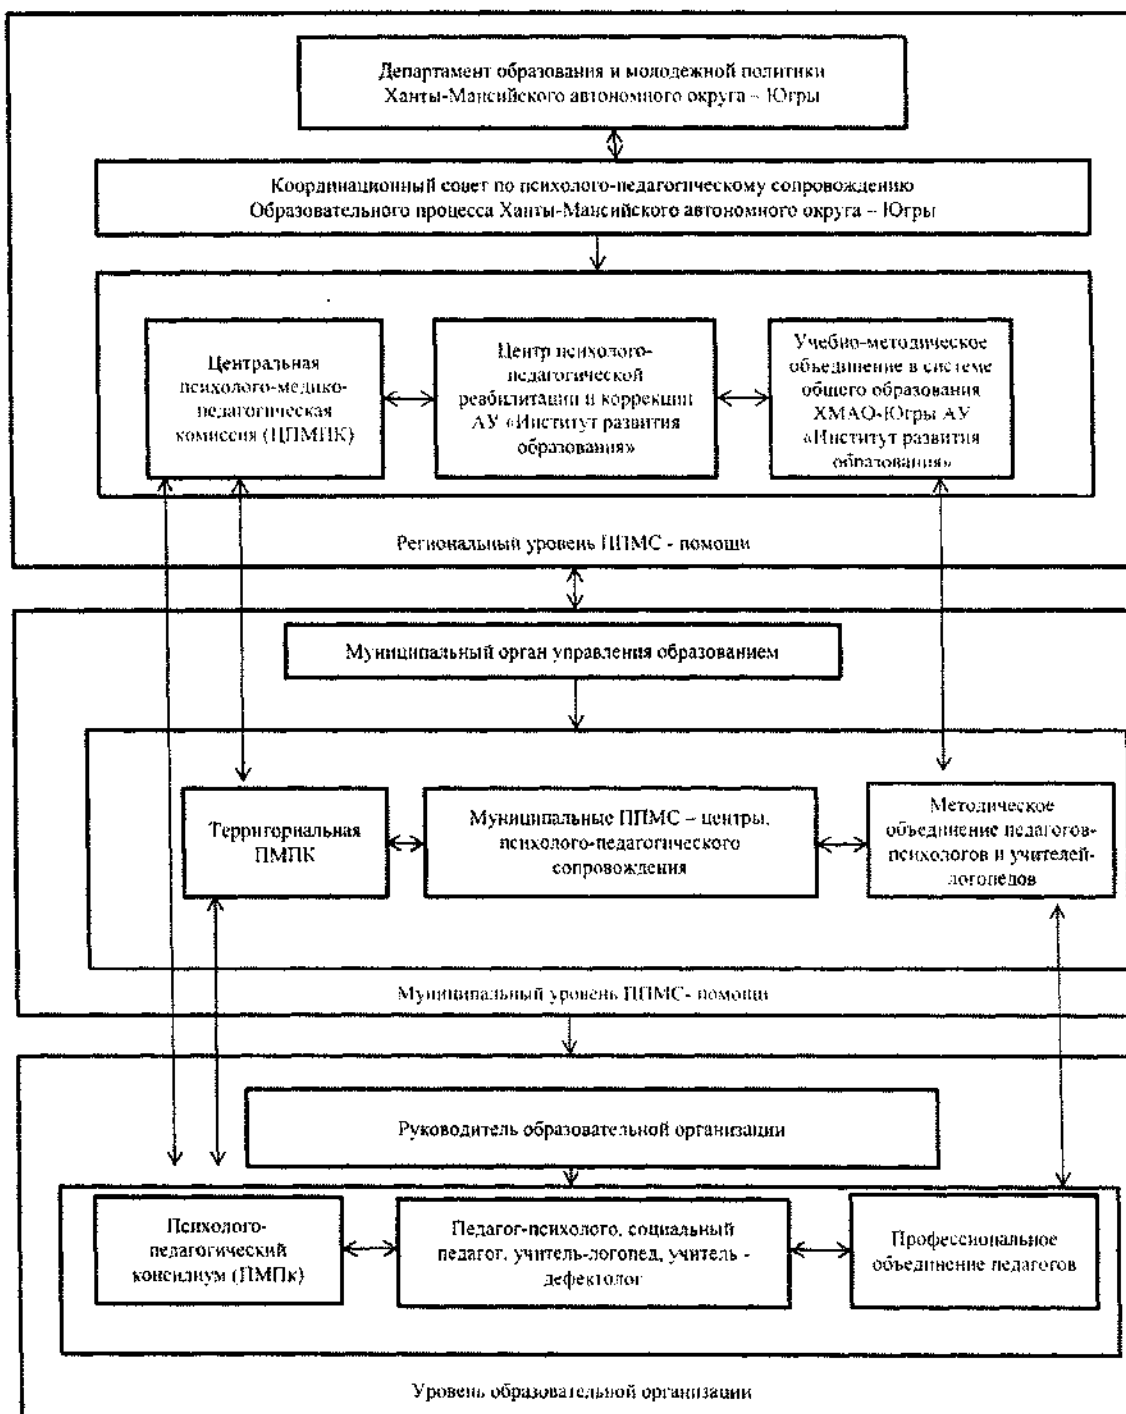 Департамент образования и молодежной политики
Ханты-Мансийского автономного округа – Югры
Координационный совет по психолого-педагогическому сопровождению
Образовательного процесса Ханты-Мансийского автономного округа – Югры
Центральная
психолого-медико-
педагогическая
комиссия (ЦПМПК)
Центр психолого-
педагогической
реабилитации и коррекции
АУ «Институт развития
образования»
Учебно-методическое
объединение в системе
общего образования
ХМАО-Югры АУ
«Институт развития
образования»
Региональный уровень ППМС - помощи
Муниципальный орган управления образованием
Территориальная
ПМПК
Муниципальные ППМС – центры,
психолого-педагогического
сопровождения
Методическое
объединение педагогов-
психологов и учителей-
логопедов
Муниципальный уровень ППМС- помощи
Руководитель образовательной организации
Психолого-
педагогический
консилиум (ПМПк)
Педагог-психолого, социальный
педагог, учитель-логопед, учитель -
дефектолог
Профессиональное
объединение педагогов
Уровень образовательной организации